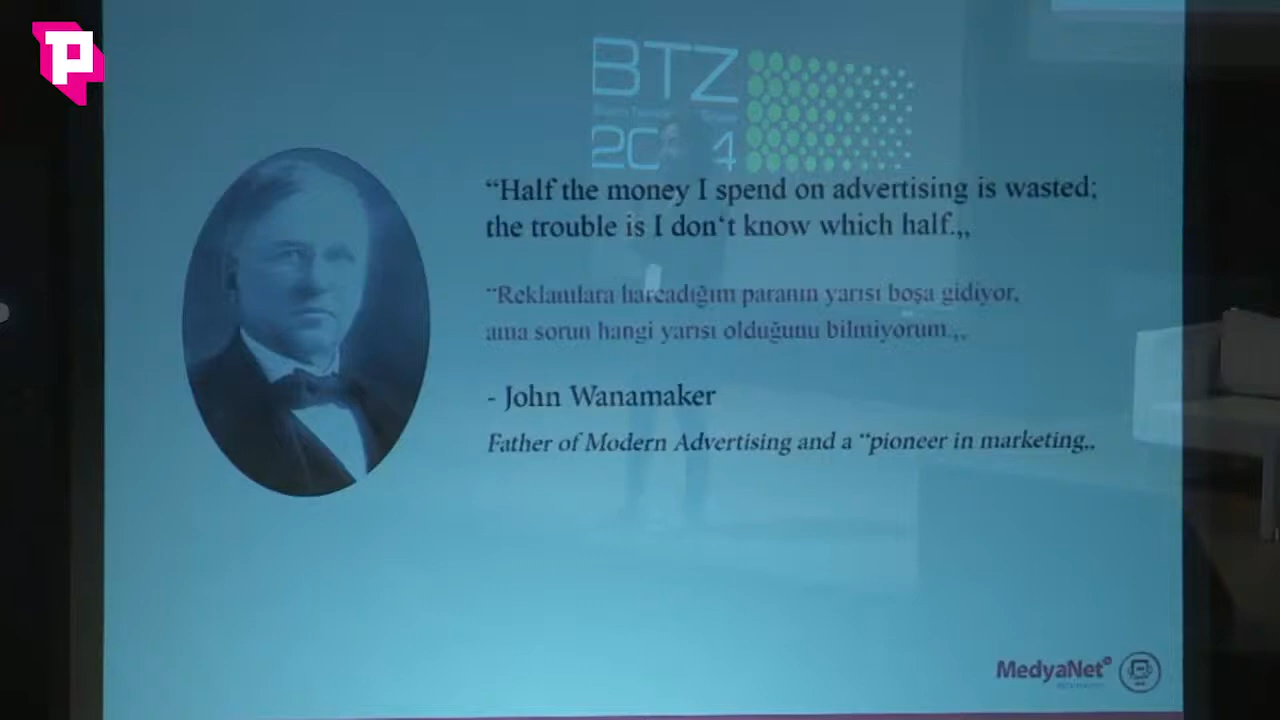 P
BTZ
2014
“Half the money I spend on advertising is wasted;
the trouble is I don‘t know which half.„
“Reklamlara harcadığım paranın yarısı boşa gidiyor,
ama sorun hangi yarısı olduğunu bilmiyorum.„
- John Wanamaker
Father of Modern Advertising and a “pioneer in marketing„
MedyaNet